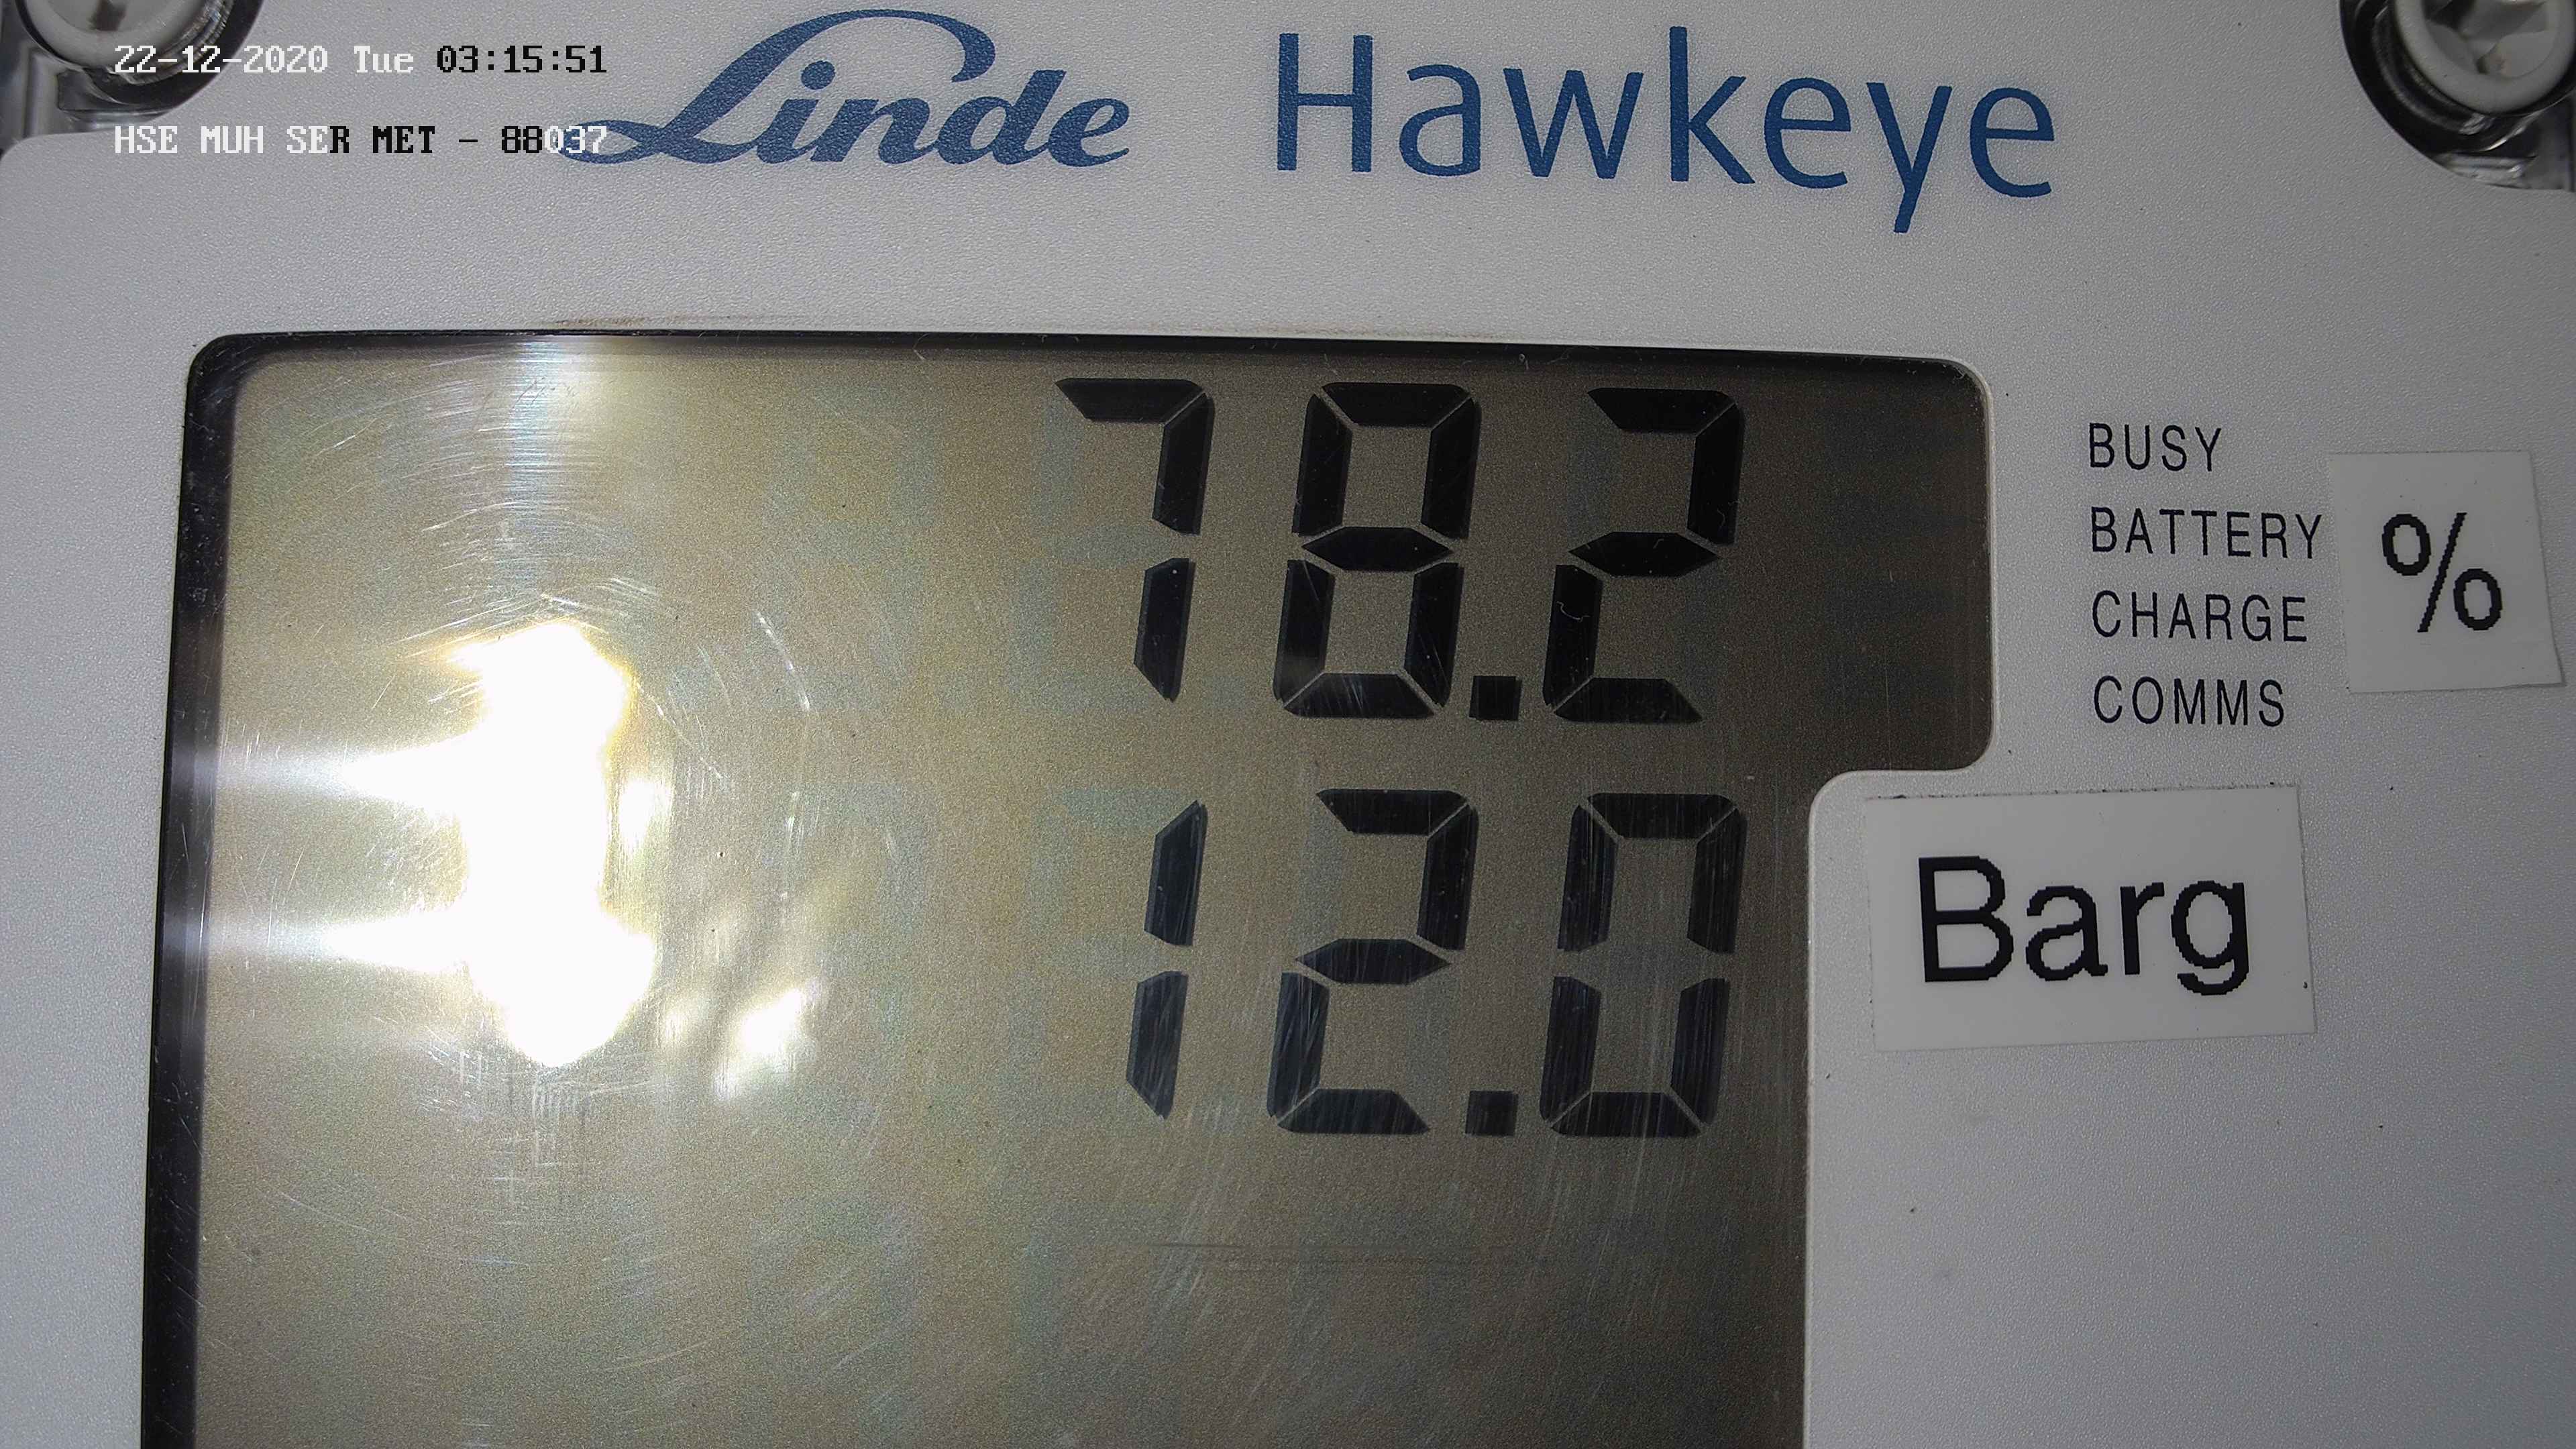 22-12-2020 Tue 03:15:51
HSE MUH SER MET - 88037
Linde Hawkeye
78.2
BUSY
BATTERY
CHARGE
COMMS
%
12.0
Barg